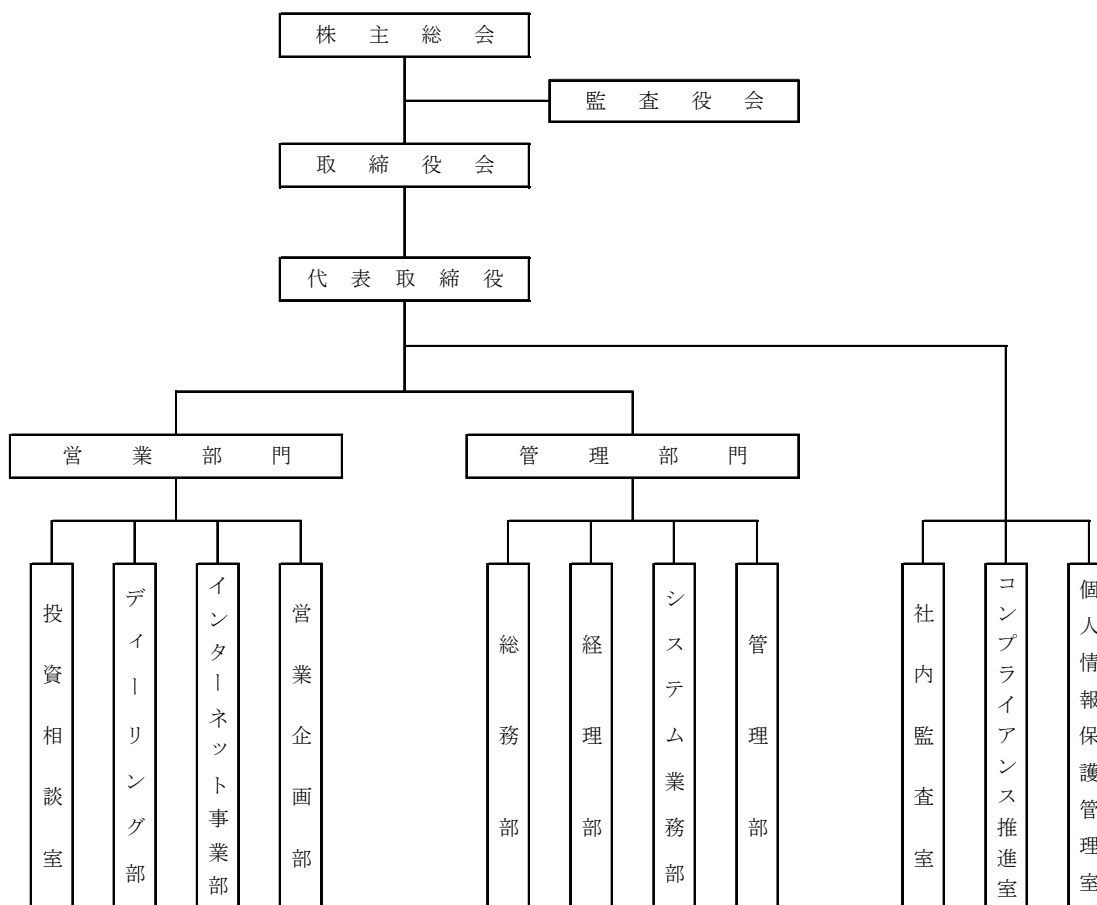 株主総会
監査役会
取締役会
代表取締役
営業部門
管理部門
投資相談室
ディーリング部
インターネット事業部
営業企画部
総務部
経理部
システム業務部
管理部
社内監査室
コンプライアンス推進室
個人情報保護管理室